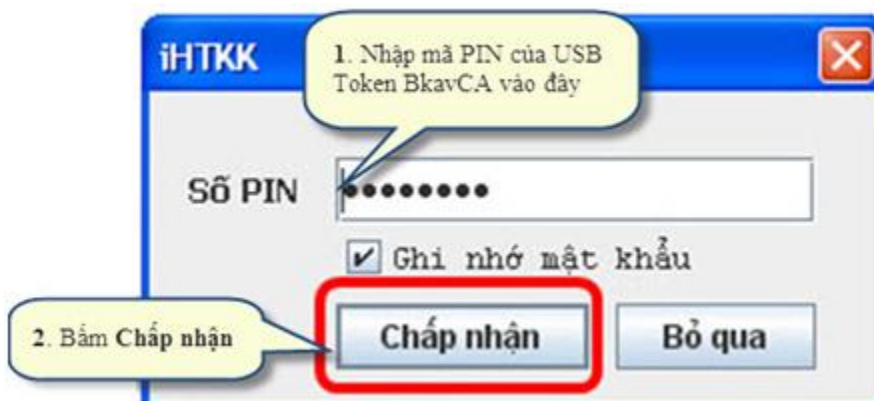 iHTKK
1. Nhập mã PIN của USB
Token BkavCA vào đây
Số PIN
Ghi nhớ mật khẩu
2. Bấm Chấp nhận
Chấp nhận
Bỏ qua